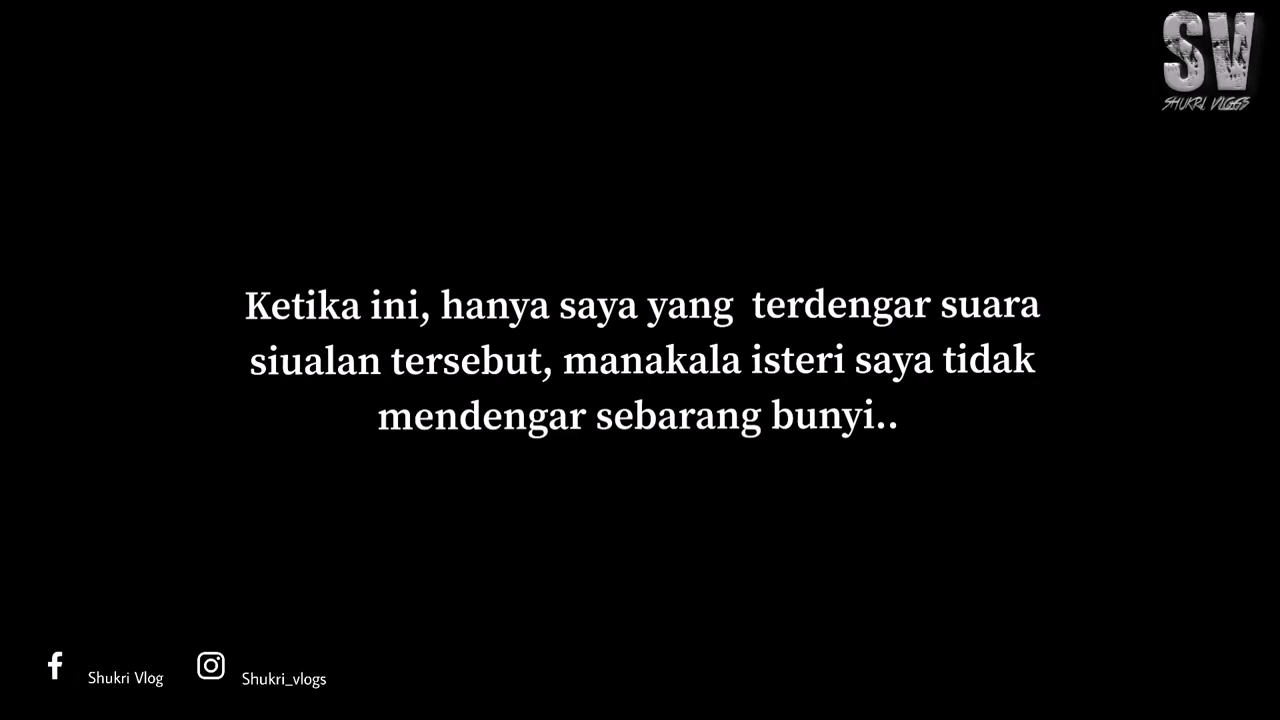 SV
SHUKRI VLOGS
Ketika ini, hanya saya yang  terdengar suara
siualan tersebut, manakala isteri saya tidak
mendengar sebarang bunyi..
Shukri Vlog
Shukri_vlogs